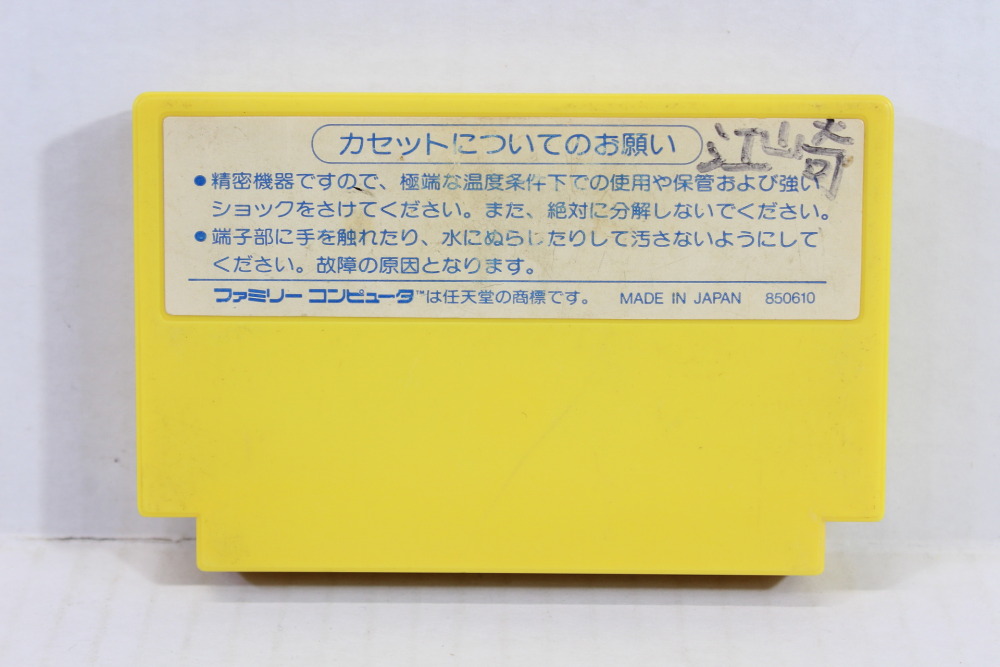 カセットについてのお願い
江崎
●精密機器ですので、極端な温度条件下での使用や保管および強い
ショックをさけてください。また、絶対に分解しないでください。
●端子部に手を触れたり、水にぬらしたりして汚さないようにして
ください。故障の原因となります。
ファミリー コンピュータ™は任天堂の商標です。 MADE IN JAPAN 850610